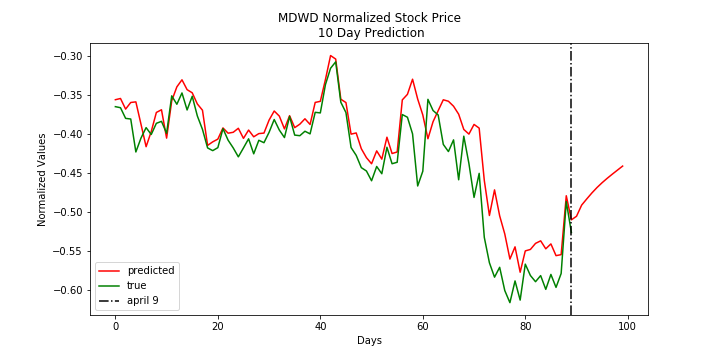 MDWD Normalized Stock Price
10 Day Prediction
Normalized Values
−0.30
−0.35
−0.40
−0.45
−0.50
−0.55
−0.60
predicted
true
april 9
0
20
40
60
80
100
Days